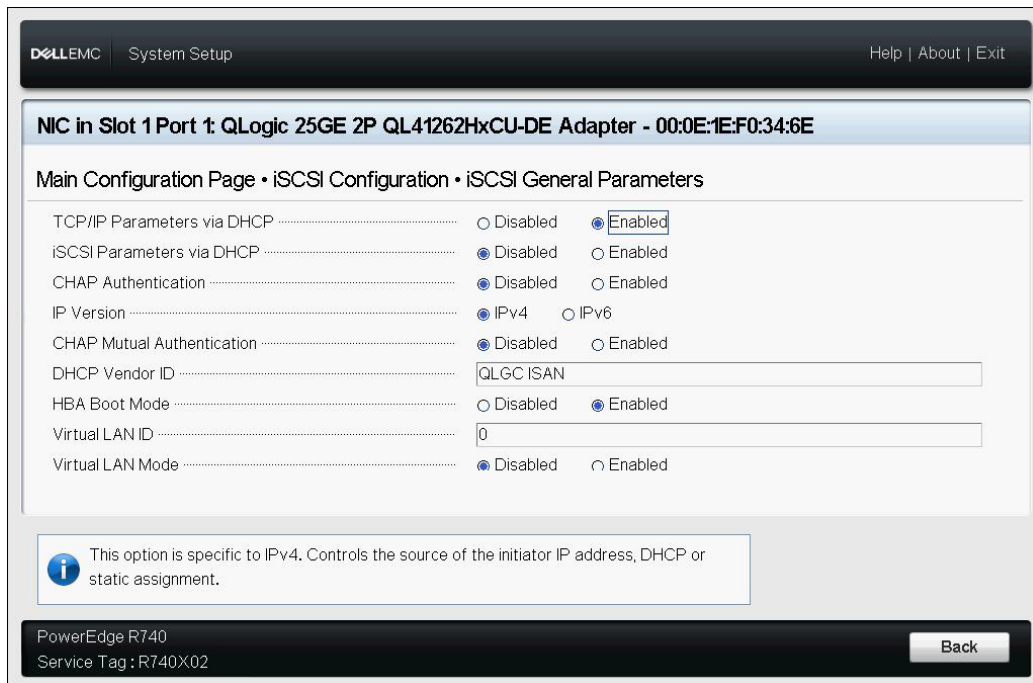 DELLEMC System Setup Help | About | Exit
NIC in Slot 1 Port 1: QLogic 25GE 2P QL41262HxCU-DE Adapter - 00:0E:1E:F0:34:6E
Main Configuration Page • iSCSI Configuration • iSCSI General Parameters
TCP/IP Parameters via DHCP Disabled Enabled
iSCSI Parameters via DHCP Disabled Enabled
CHAP Authentication Disabled Enabled
IP Version IPv4 IPv6
CHAP Mutual Authentication Disabled Enabled
DHCP Vendor ID QLGC ISAN
HBA Boot Mode Disabled Enabled
Virtual LAN ID 0
Virtual LAN Mode Disabled Enabled
This option is specific to IPv4. Controls the source of the initiator IP address, DHCP or
static assignment.
PowerEdge R740
Service Tag : R740X02
Back